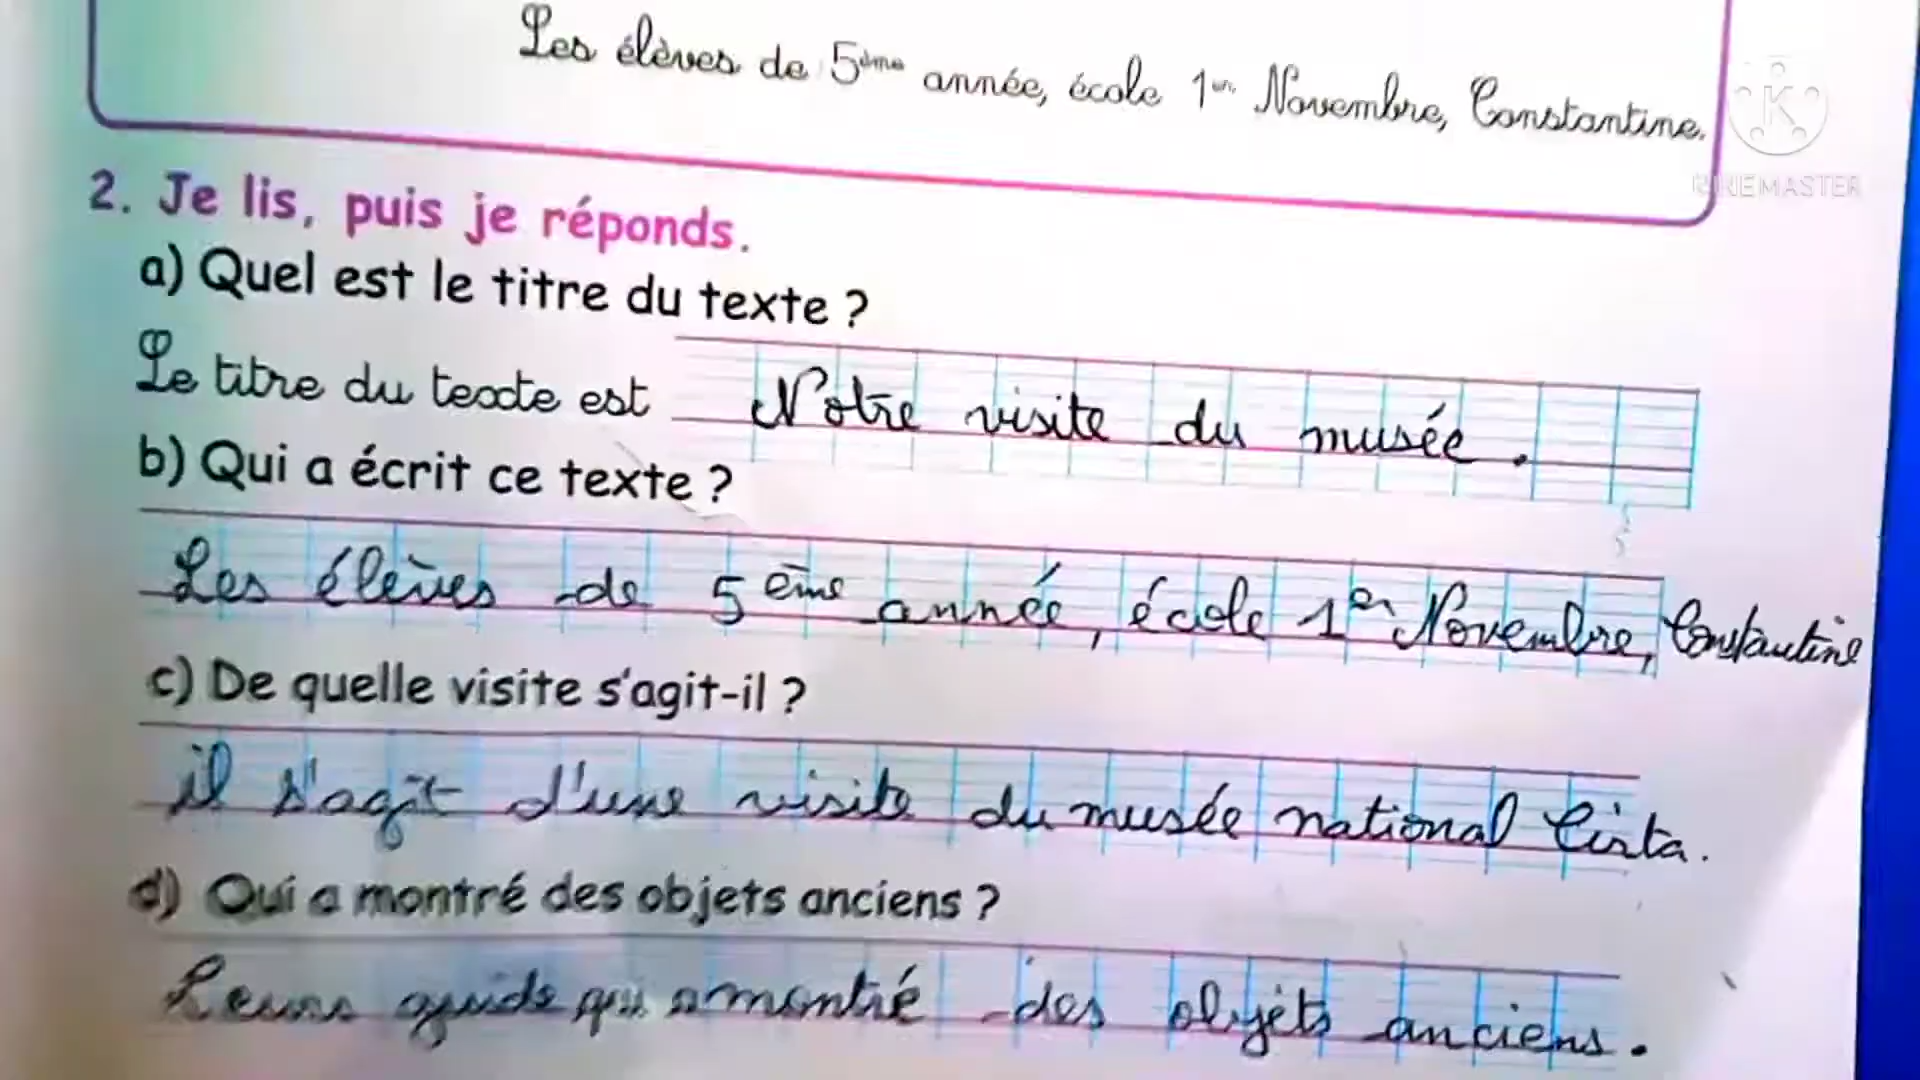 Les élèves de 5ème année, école 1er Novembre, Constantine.
KINEMASTER
2. Je lis, puis je réponds.
a) Quel est le titre du texte ?
Le titre du texte est Notre visite du musée.
b) Qui a écrit ce texte ?
Les élèves de 5ème année, école 1er Novembre, Constantine
c) De quelle visite s'agit-il ?
il s'agit d'une visite du musée national Cirta.
d) Qui a montré des objets anciens ?
Leurs guide qui a montré des objets anciens.